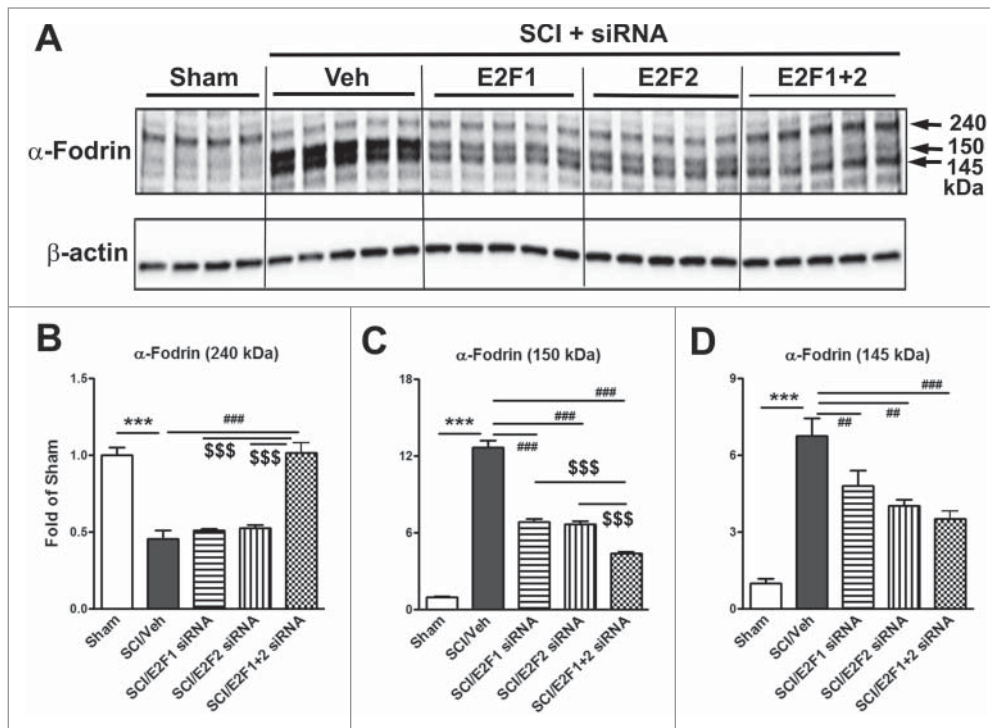 A
SCI + siRNA
Sham Veh E2F1 E2F2 E2F1+2
α-Fodrin
240
150
145
kDa
β-actin
B
α-Fodrin (240 kDa)
Fold of Sham
1.5
1.0
0.5
0.0
***
###
$$$
$$$
Sham
SCI/Veh
SCI/E2F1 siRNA
SCI/E2F2 siRNA
SCI/E2F1+2 siRNA
C
α-Fodrin (150 kDa)
18
12
6
0
***
###
###
###
$$$
$$$
Sham
SCI/Veh
SCI/E2F1 siRNA
SCI/E2F2 siRNA
SCI/E2F1+2 siRNA
D
α-Fodrin (145 kDa)
9
6
3
0
***
###
##
##
Sham
SCI/Veh
SCI/E2F1 siRNA
SCI/E2F2 siRNA
SCI/E2F1+2 siRNA